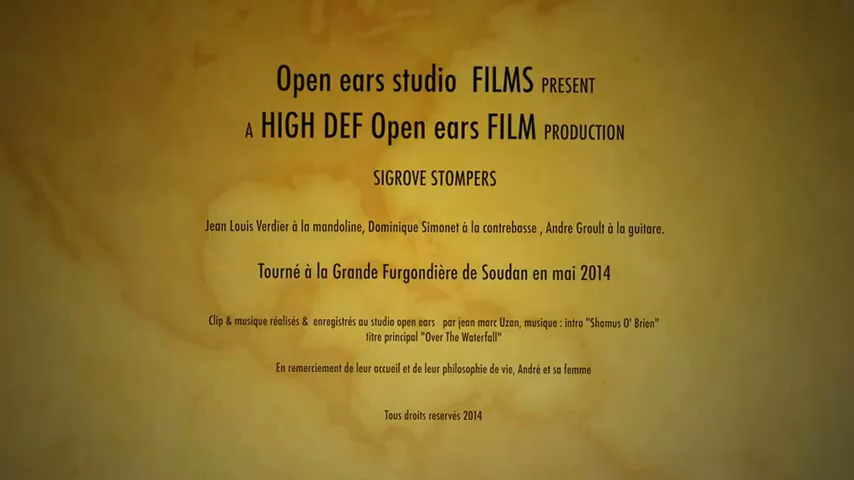 Open ears studio FILMS PRESENT
A HIGH DEF Open ears FILM PRODUCTION
SIGROVE STOMPERS
Jean Louis Verdier à la mandoline, Dominique Simonet à la contrebasse , Andre Groult à la guitare.
Tourné à la Grande Furgondière de Soudan en mai 2014
Clip & musique réalisés & enregistrés au studio open ears par jean marc Uzan, musique : intro "Shamus O' Brien"
titre principal "Over The Waterfall"
En remerciement de leur accueil et de leur philosophie de vie, André et sa femme
Tous droits reservés 2014